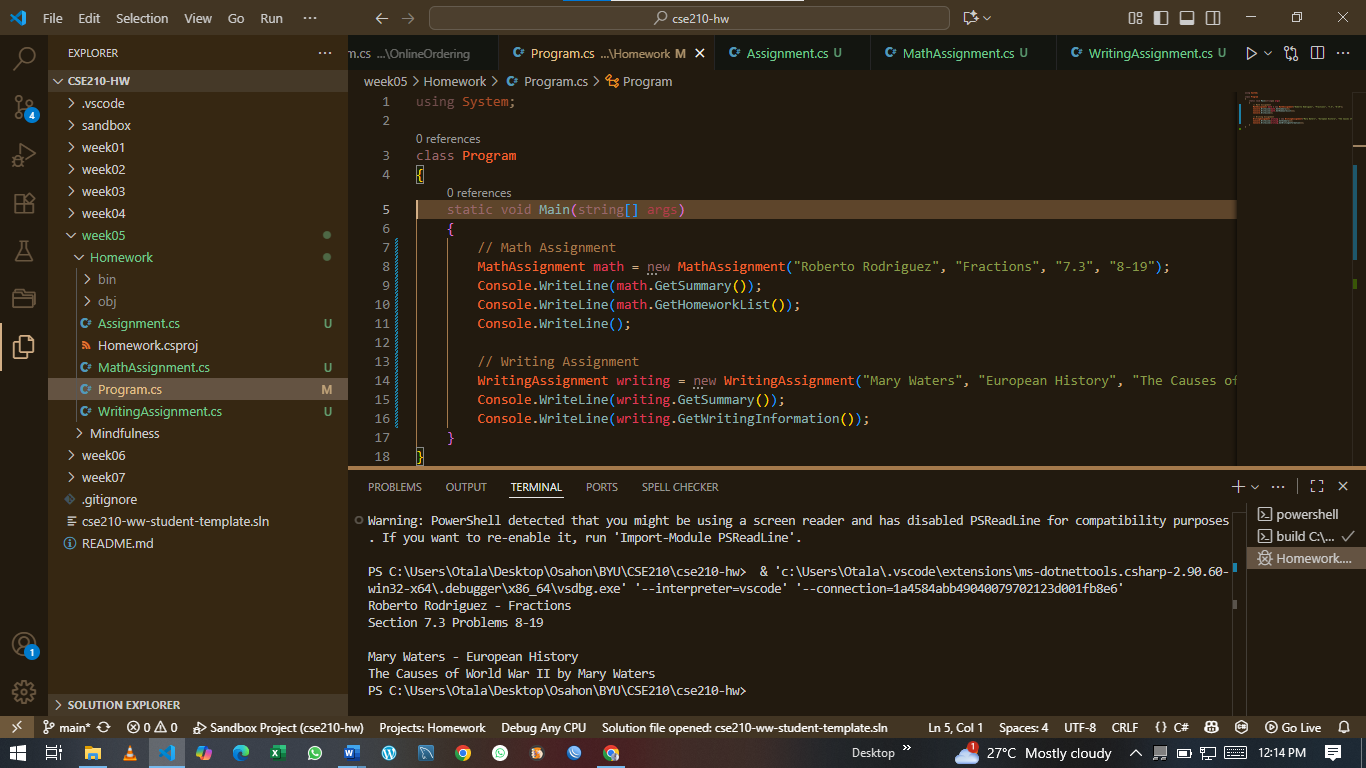 File Edit Selection View Go Run ···
cse210-hw
EXPLORER ···
m.cs ...\OnlineOrdering Program.cs ...\Homework M Assignment.cs U MathAssignment.cs U WritingAssignment.cs U
week05 > Homework > Program.cs > Program
CSE210-HW
.vscode
sandbox
week01
week02
week03
week04
week05
Homework
bin
obj
Assignment.cs U
Homework.csproj
MathAssignment.cs U
Program.cs M
WritingAssignment.cs U
Mindfulness
week06
week07
.gitignore
cse210-ww-student-template.sln
README.md
SOLUTION EXPLORER
4
1
1 using System;
2
0 references
3 class Program
4 {
0 references
5 static void Main(string[] args)
6 {
7 // Math Assignment
8 MathAssignment math = new MathAssignment("Roberto Rodriguez", "Fractions", "7.3", "8-19");
9 Console.WriteLine(math.GetSummary());
10 Console.WriteLine(math.GetHomeworkList());
11 Console.WriteLine();
12
13 // Writing Assignment
14 WritingAssignment writing = new WritingAssignment("Mary Waters", "European History", "The Causes of
15 Console.WriteLine(writing.GetSummary());
16 Console.WriteLine(writing.GetWritingInformation());
17 }
18 }
PROBLEMS OUTPUT TERMINAL PORTS SPELL CHECKER
Warning: PowerShell detected that you might be using a screen reader and has disabled PSReadLine for compatibility purposes
. If you want to re-enable it, run 'Import-Module PSReadLine'.
PS C:\Users\Otala\Desktop\Osahon\BYU\CSE210\cse210-hw>  & 'c:\Users\Otala\.vscode\extensions\ms-dotnettools.csharp-2.90.60-
win32-x64\.debugger\x86_64\vsdbg.exe' '--interpreter=vscode' '--connection=1a4584abb49040079702123d001fb8e6'
Roberto Rodriguez - Fractions
Section 7.3 Problems 8-19
Mary Waters - European History
The Causes of World War II by Mary Waters
PS C:\Users\Otala\Desktop\Osahon\BYU\CSE210\cse210-hw>
powershell
build C:\...
Homework....
main* 0 0 Sandbox Project (cse210-hw) Projects: Homework Debug Any CPU Solution file opened: cse210-ww-student-template.sln Ln 5, Col 1 Spaces: 4 UTF-8 CRLF {} C# Go Live
Desktop » 1 27°C Mostly cloudy 12:14 PM